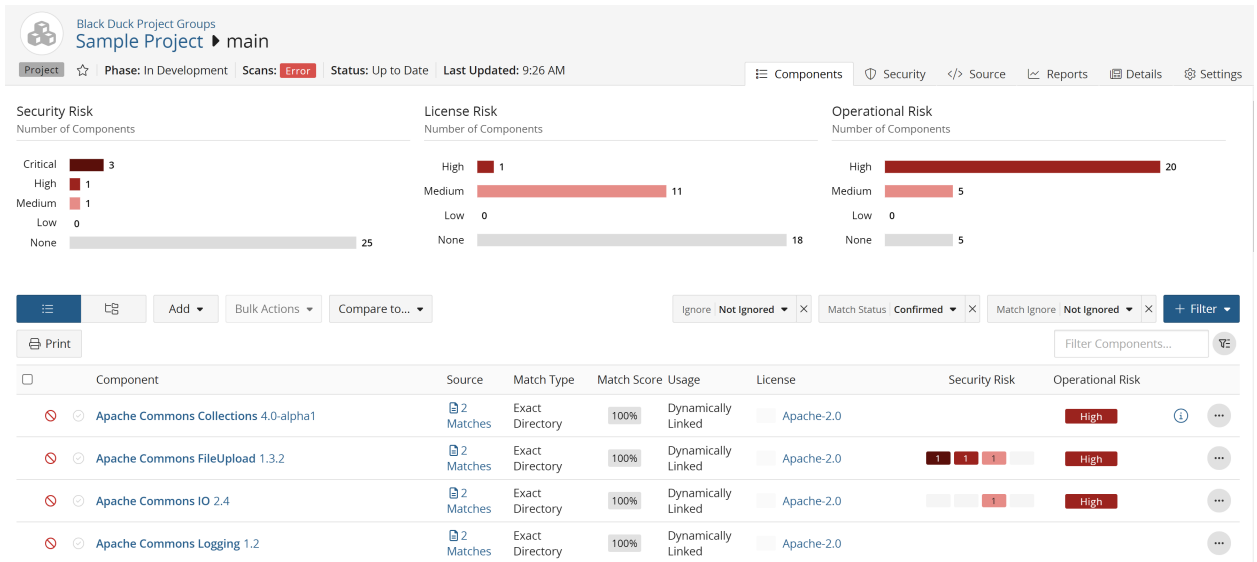 Black Duck Project Groups
Sample Project main
Project Phase: In Development Scans: Error Status: Up to Date Last Updated: 9:26 AM
Components Security Source Reports Details Settings
Security Risk
Number of Components
Critical 3
High 1
Medium 1
Low 0
None 25
License Risk
Number of Components
High 1
Medium 11
Low 0
None 18
Operational Risk
Number of Components
High 20
Medium 5
Low 0
None 5
Add Bulk Actions Compare to... Ignore Not Ignored Match Status Confirmed Match Ignore Not Ignored + Filter
Print Filter Components...
Component Source Match Type Match Score Usage License Security Risk Operational Risk
Apache Commons Collections 4.0-alpha1 2 Matches Exact Directory 100% Dynamically Linked Apache-2.0 High
Apache Commons FileUpload 1.3.2 2 Matches Exact Directory 100% Dynamically Linked Apache-2.0 1 1 1 High
Apache Commons IO 2.4 2 Matches Exact Directory 100% Dynamically Linked Apache-2.0 1 High
Apache Commons Logging 1.2 2 Matches Exact Directory 100% Dynamically Linked Apache-2.0